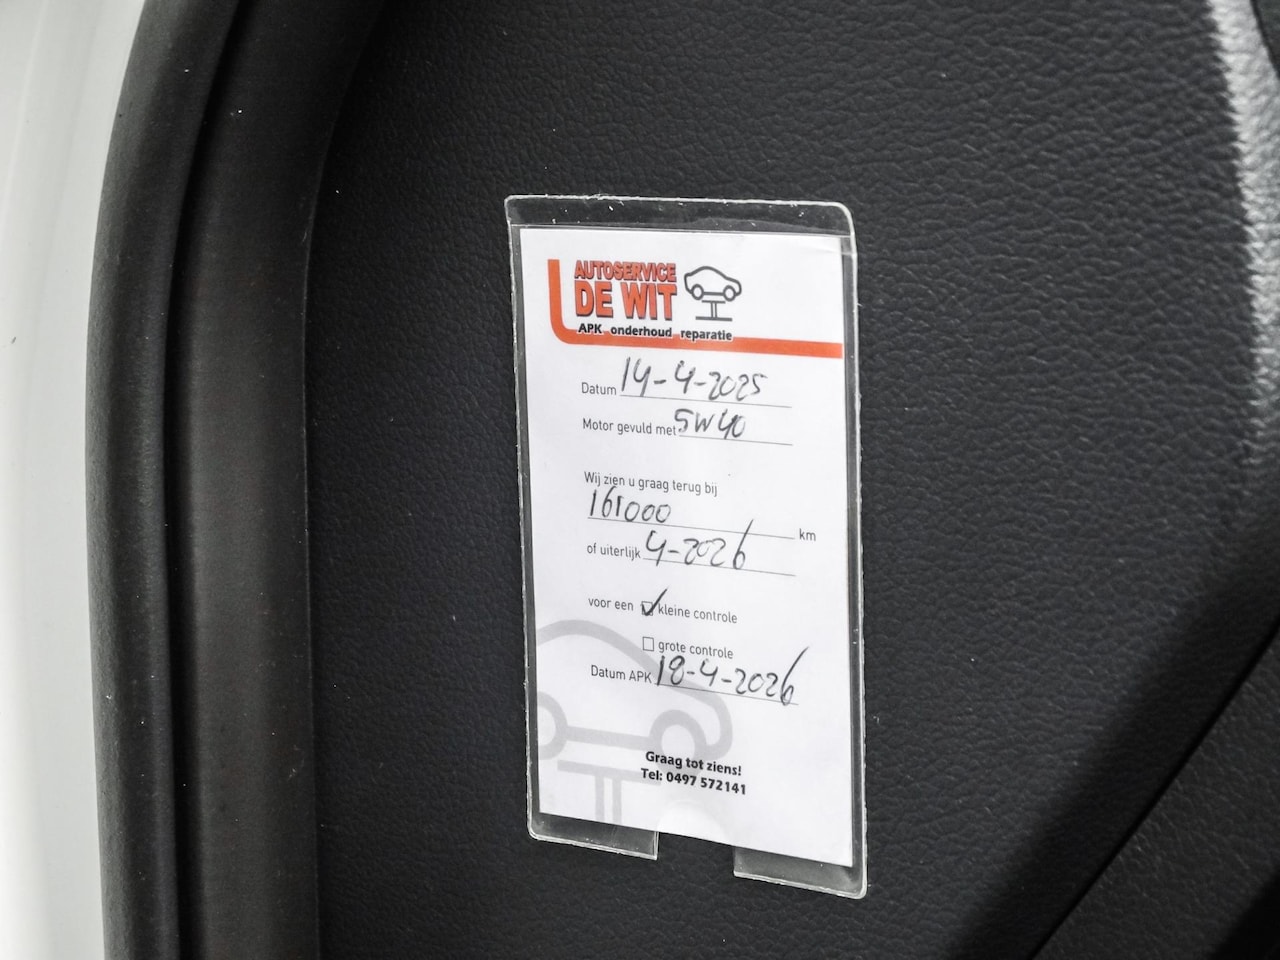 AUTOSERVICE
DE WIT
APK onderhoud reparatie
Datum 14-4-2025
Motor gevuld met 5W40
Wij zien u graag terug bij
161000 km
of uiterlijk 4-2026
voor een kleine controle
grote controle
Datum APK 18-4-2026
Graag tot ziens!
Tel: 0497 572141